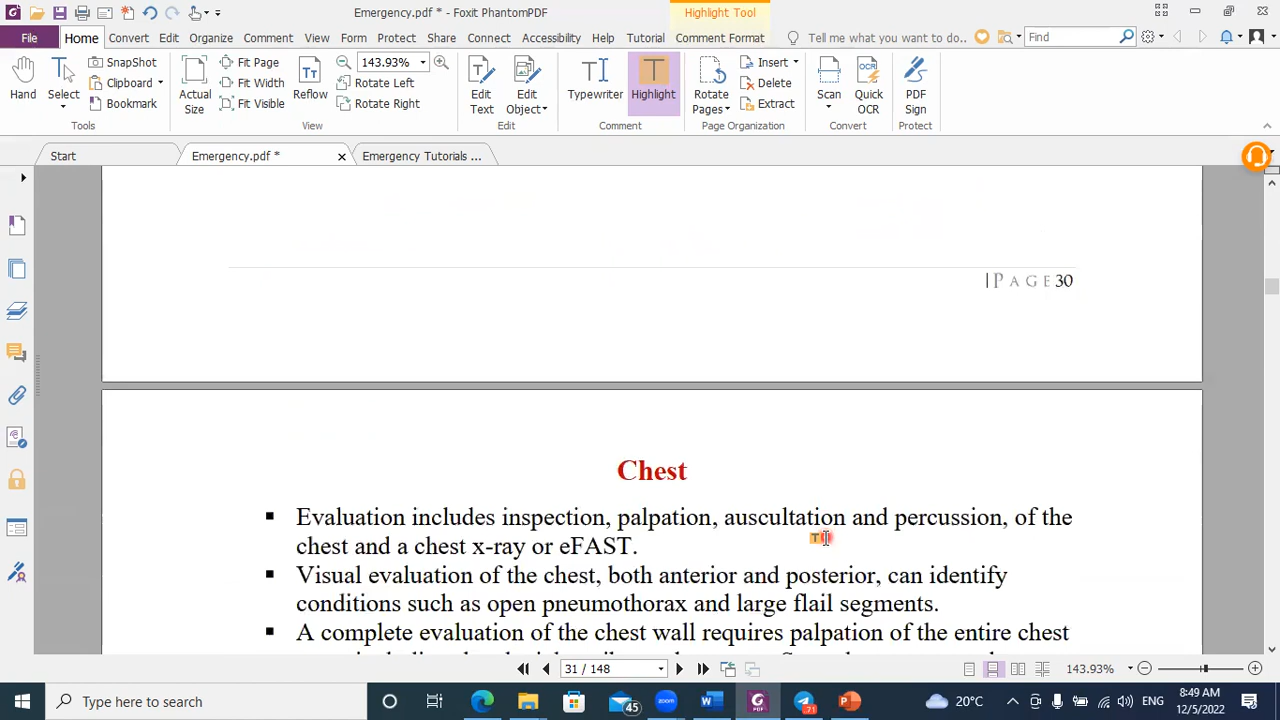 Emergency.pdf * - Foxit PhantomPDF
Highlight Tool
File Home Convert Edit Organize Comment View Form Protect Share Connect Accessibility Help Tutorial Comment Format Tell me what you want to do.. Find
Hand
Select
SnapShot
Clipboard
Bookmark
Tools
Actual Size
Fit Page
Fit Width
Fit Visible
Reflow
143.93%
Rotate Left
Rotate Right
View
Edit Text
Edit Object
Edit
Typewriter
Highlight
Comment
Rotate Pages
Insert
Delete
Extract
Page Organization
Scan
Quick OCR
Convert
PDF Sign
Protect
Start Emergency.pdf * Emergency Tutorials ...
| P A G E 30
Chest
▪ Evaluation includes inspection, palpation, auscultation and percussion, of the
chest and a chest x-ray or eFAST.
▪ Visual evaluation of the chest, both anterior and posterior, can identify
conditions such as open pneumothorax and large flail segments.
▪ A complete evaluation of the chest wall requires palpation of the entire chest
31 / 148 143.93%
Type here to search 45 zoom 71 20°C ENG 8:49 AM
12/5/2022